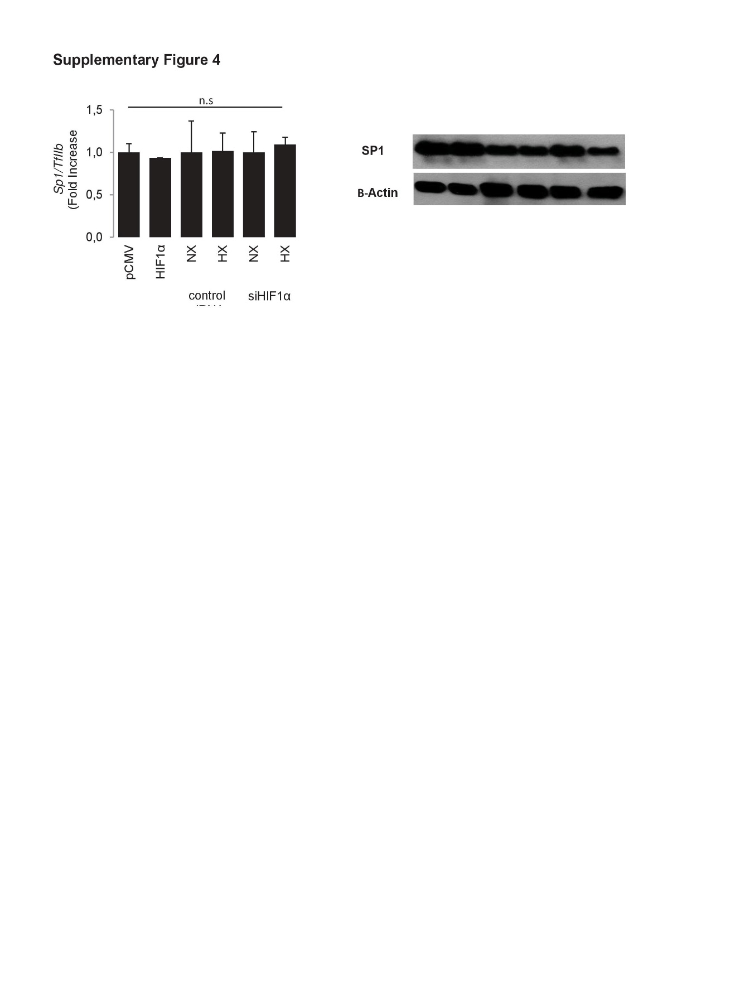 Supplementary Figure 4
n.s
1,5
1,0
0,5
0,0
Sp1/TfIIb
(Fold Increase
pCMV
HIF1α
NX
HX
NX
HX
control
siHIF1α
SP1
B-Actin